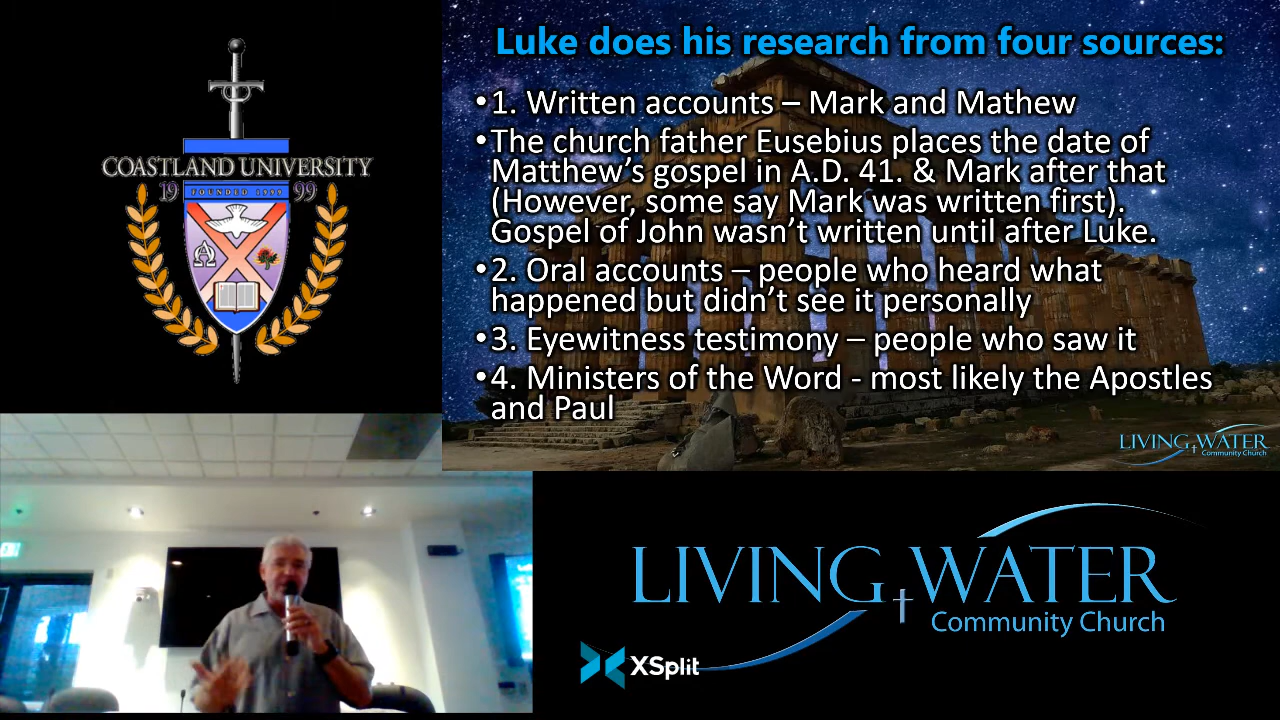 COASTLAND UNIVERSITY
19 FOUNDED 1999 99
Luke does his research from four sources:
•1. Written accounts – Mark and Mathew
•The church father Eusebius places the date of
Matthew’s gospel in A.D. 41. & Mark after that
(However, some say Mark was written first).
Gospel of John wasn’t written until after Luke.
•2. Oral accounts – people who heard what
happened but didn’t see it personally
•3. Eyewitness testimony – people who saw it
•4. Ministers of the Word - most likely the Apostles
and Paul
LIVING WATER
Community Church
LIVING WATER
Community Church
XSplit